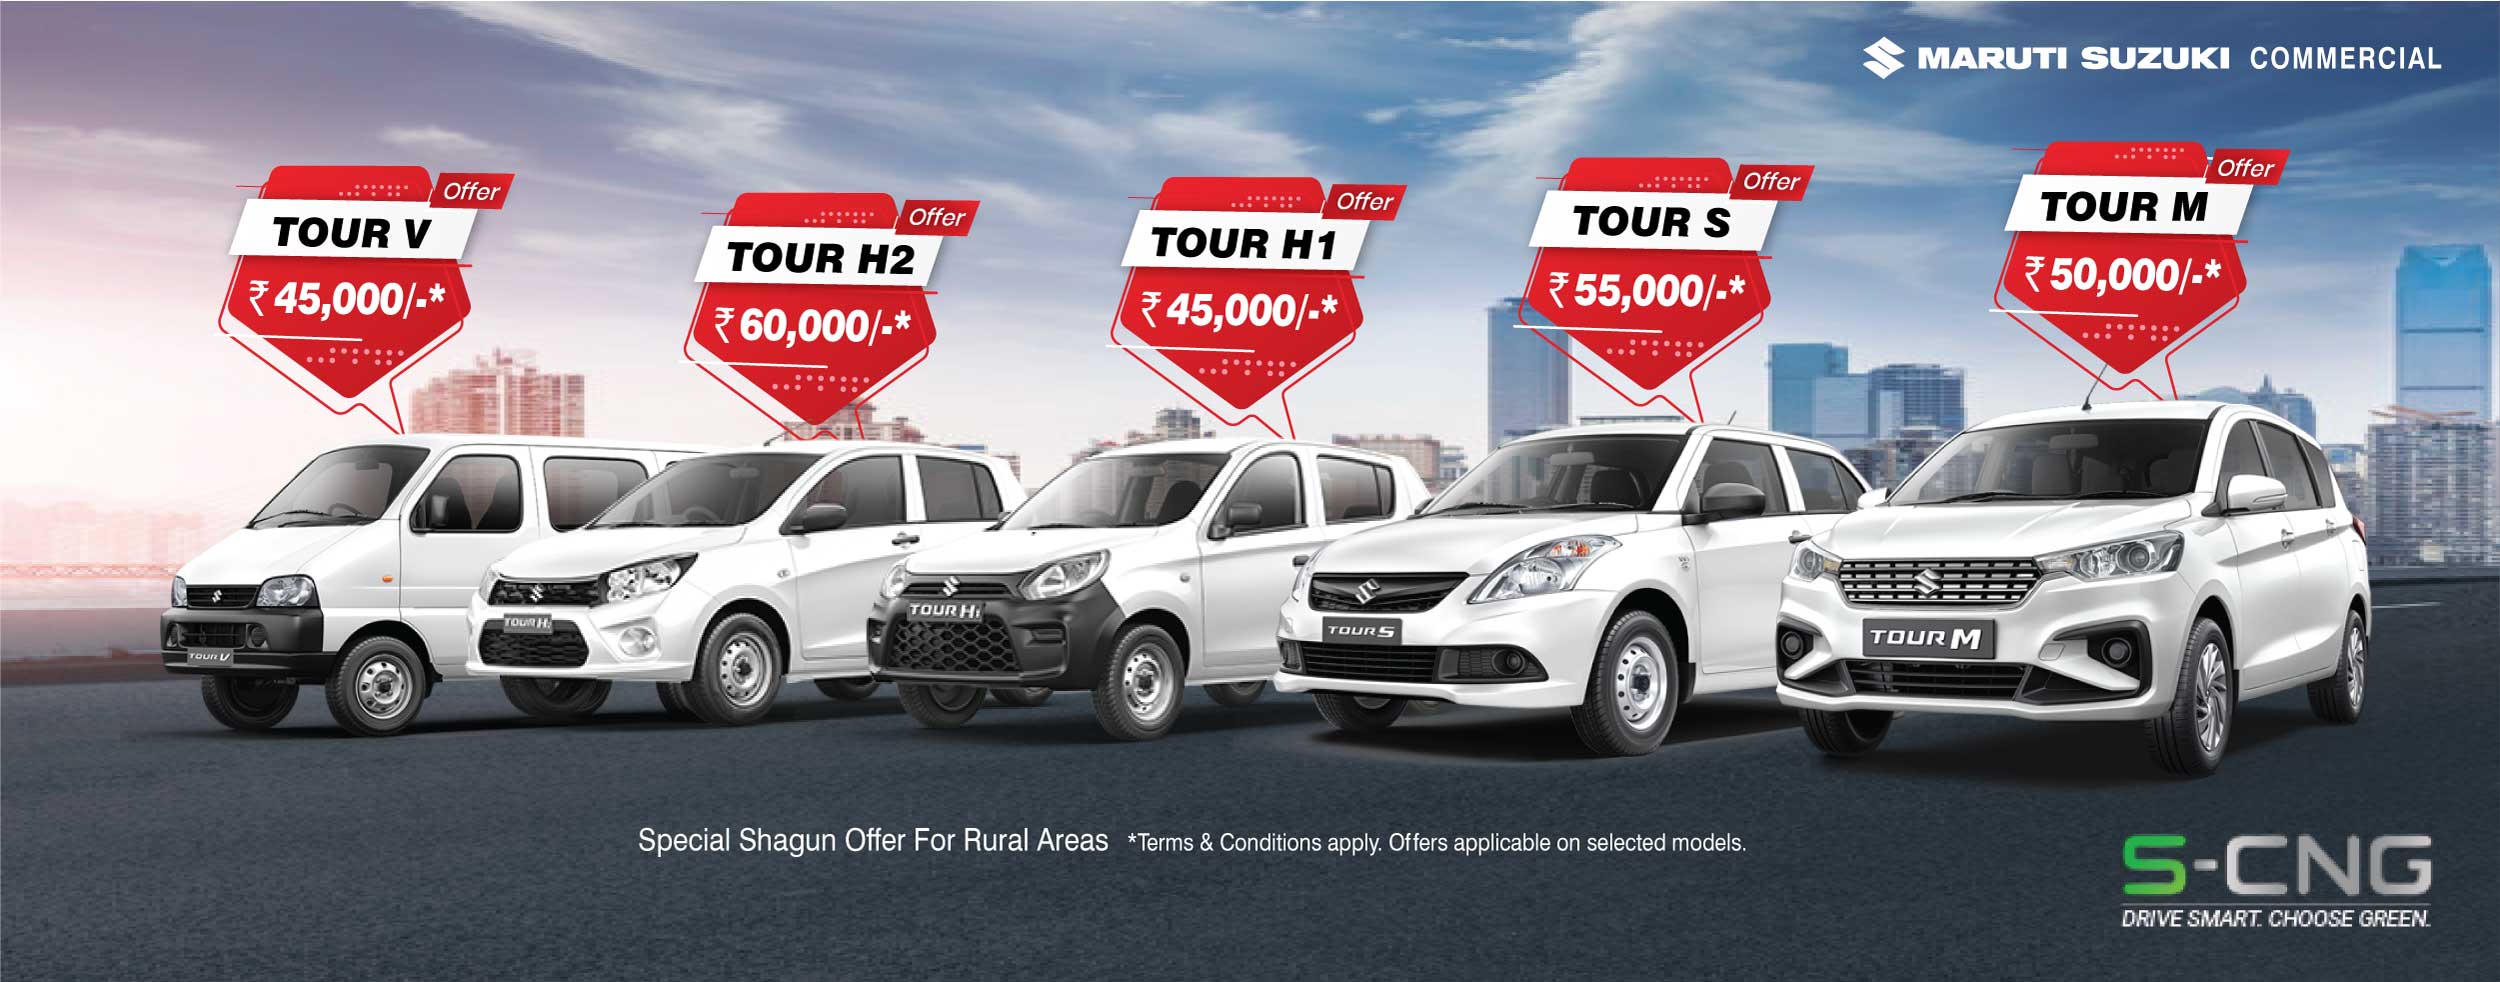 MARUTI SUZUKI COMMERCIAL
Offer
TOUR V
₹ 45,000/-*
Offer
TOUR H2
₹ 60,000/-*
Offer
TOUR H1
₹ 45,000/-*
Offer
TOUR S
₹ 55,000/-*
Offer
TOUR M
₹ 50,000/-*
TOUR V
TOUR H2
TOUR H1
TOUR S
TOUR M
Special Shagun Offer For Rural Areas *Terms & Conditions apply. Offers applicable on selected models.
S-CNG
DRIVE SMART. CHOOSE GREEN.